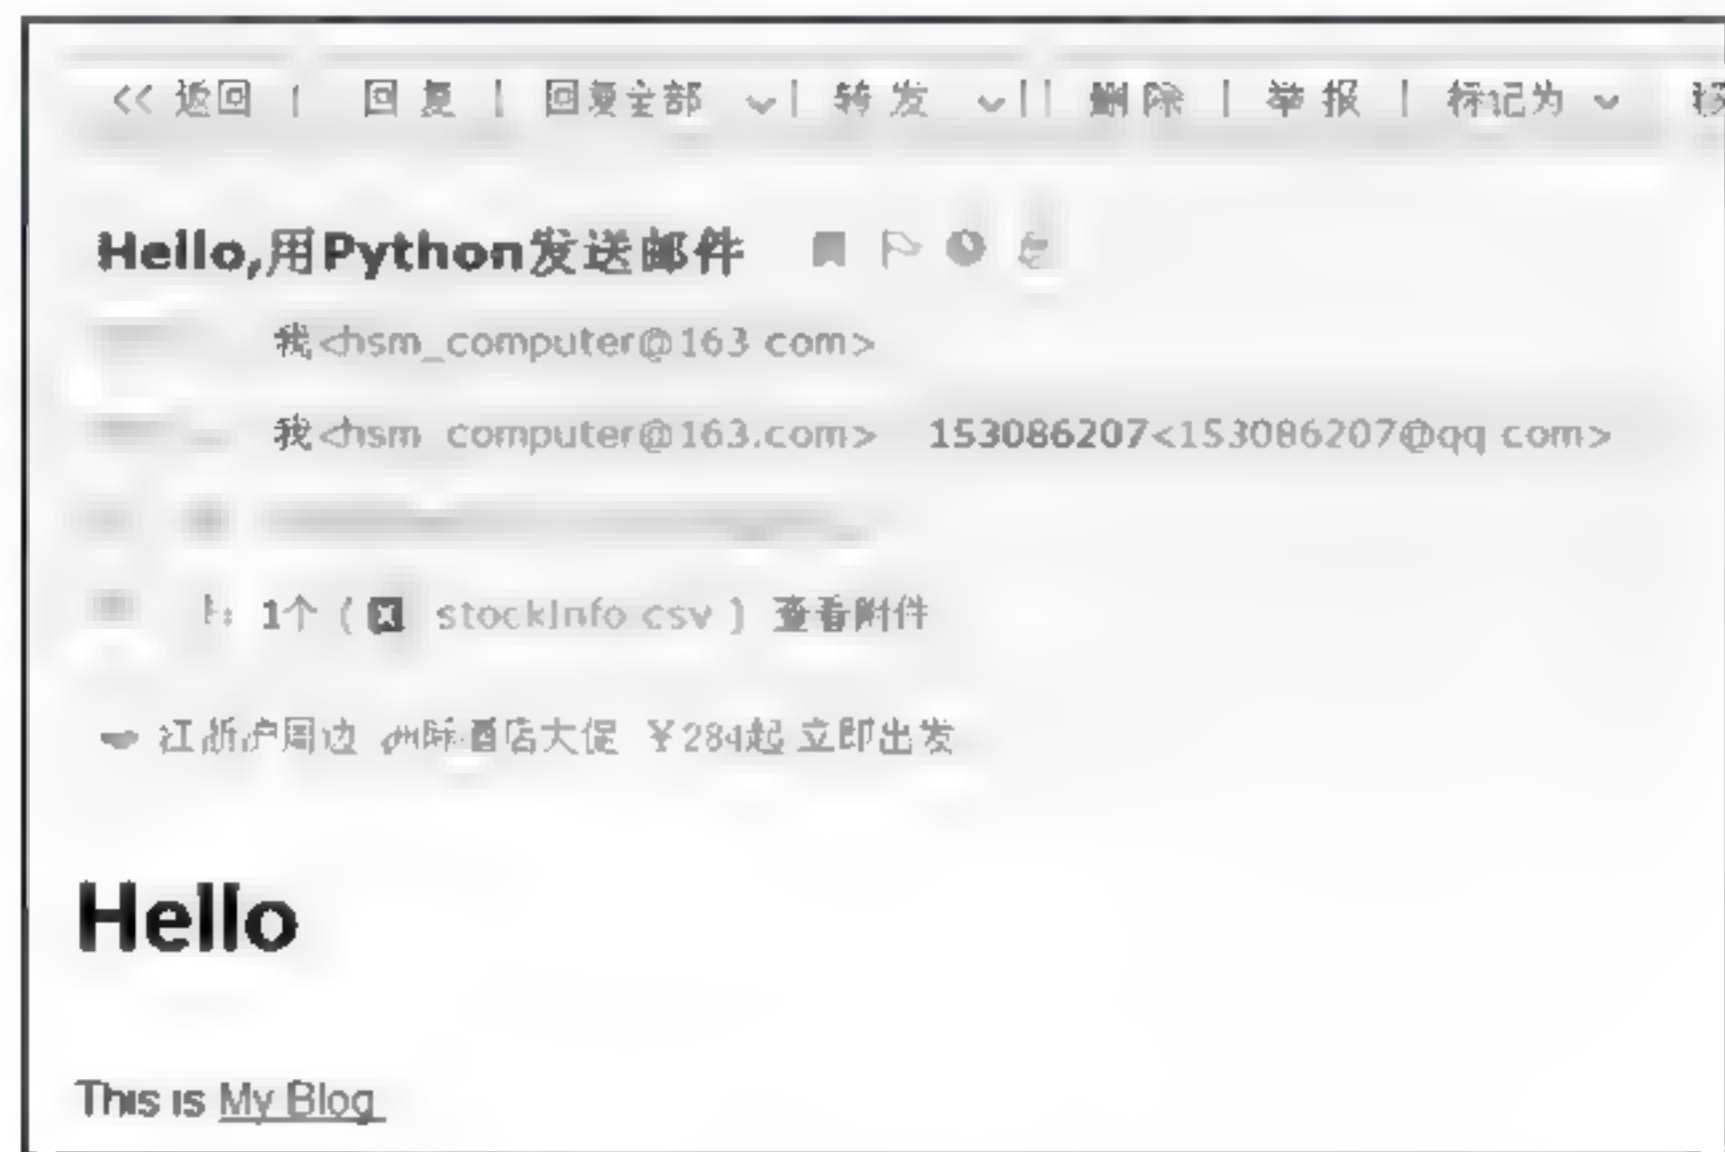 << 返回 | 回复 | 回复全部 | 转发 || 删除 | 举报 | 标记为
Hello,用Python发送邮件
我<hsm_computer@163.com>
我<hsm_computer@163.com> 153086207<153086207@qq.com>
1个 ( stockInfo.csv ) 查看附件
江浙沪周边 洲际酒店大促 ¥284起 立即出发
Hello
This is My Blog